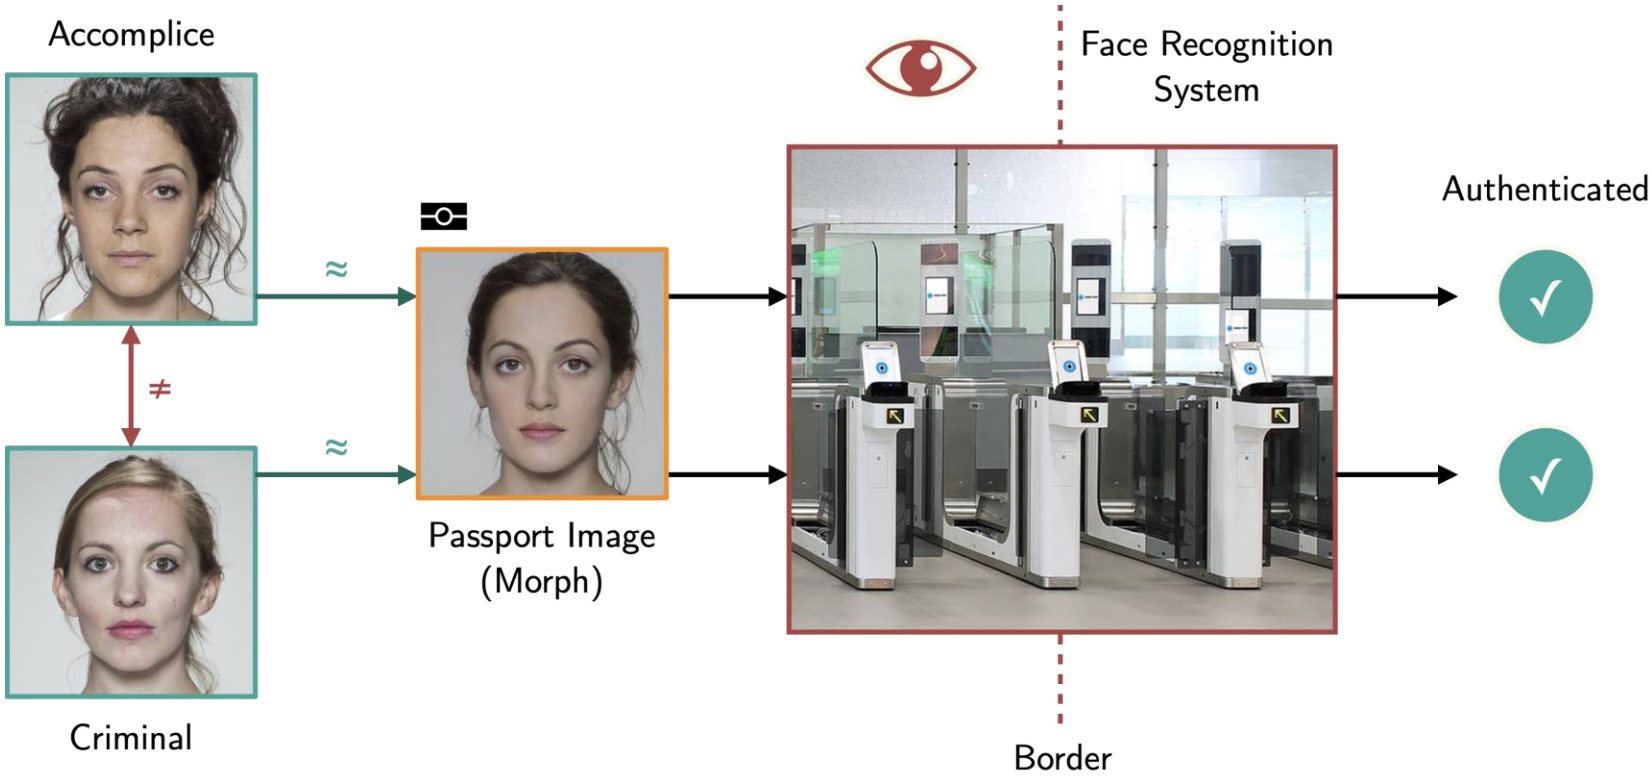 Accomplice
≈
≠
≈
Criminal
Passport Image
(Morph)
Face Recognition
System
Border
Authenticated